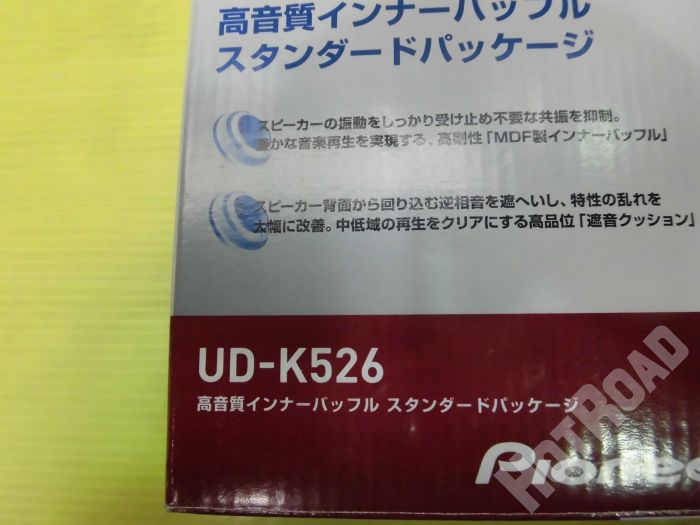 高音質インナーバッフル
スタンダードパッケージ
スピーカーの振動をしっかり受け止め不要な共振を抑制。
豊かな音楽再生を実現する、高剛性「MDF製インナーバッフル」
スピーカー背面から回り込む逆相音を遮へいし、特性の乱れを
大幅に改善。中低域の再生をクリアにする高品位「遮音クッション」
UD-K526
高音質インナーバッフル スタンダードパッケージ
Pioneer
PIT ROAD